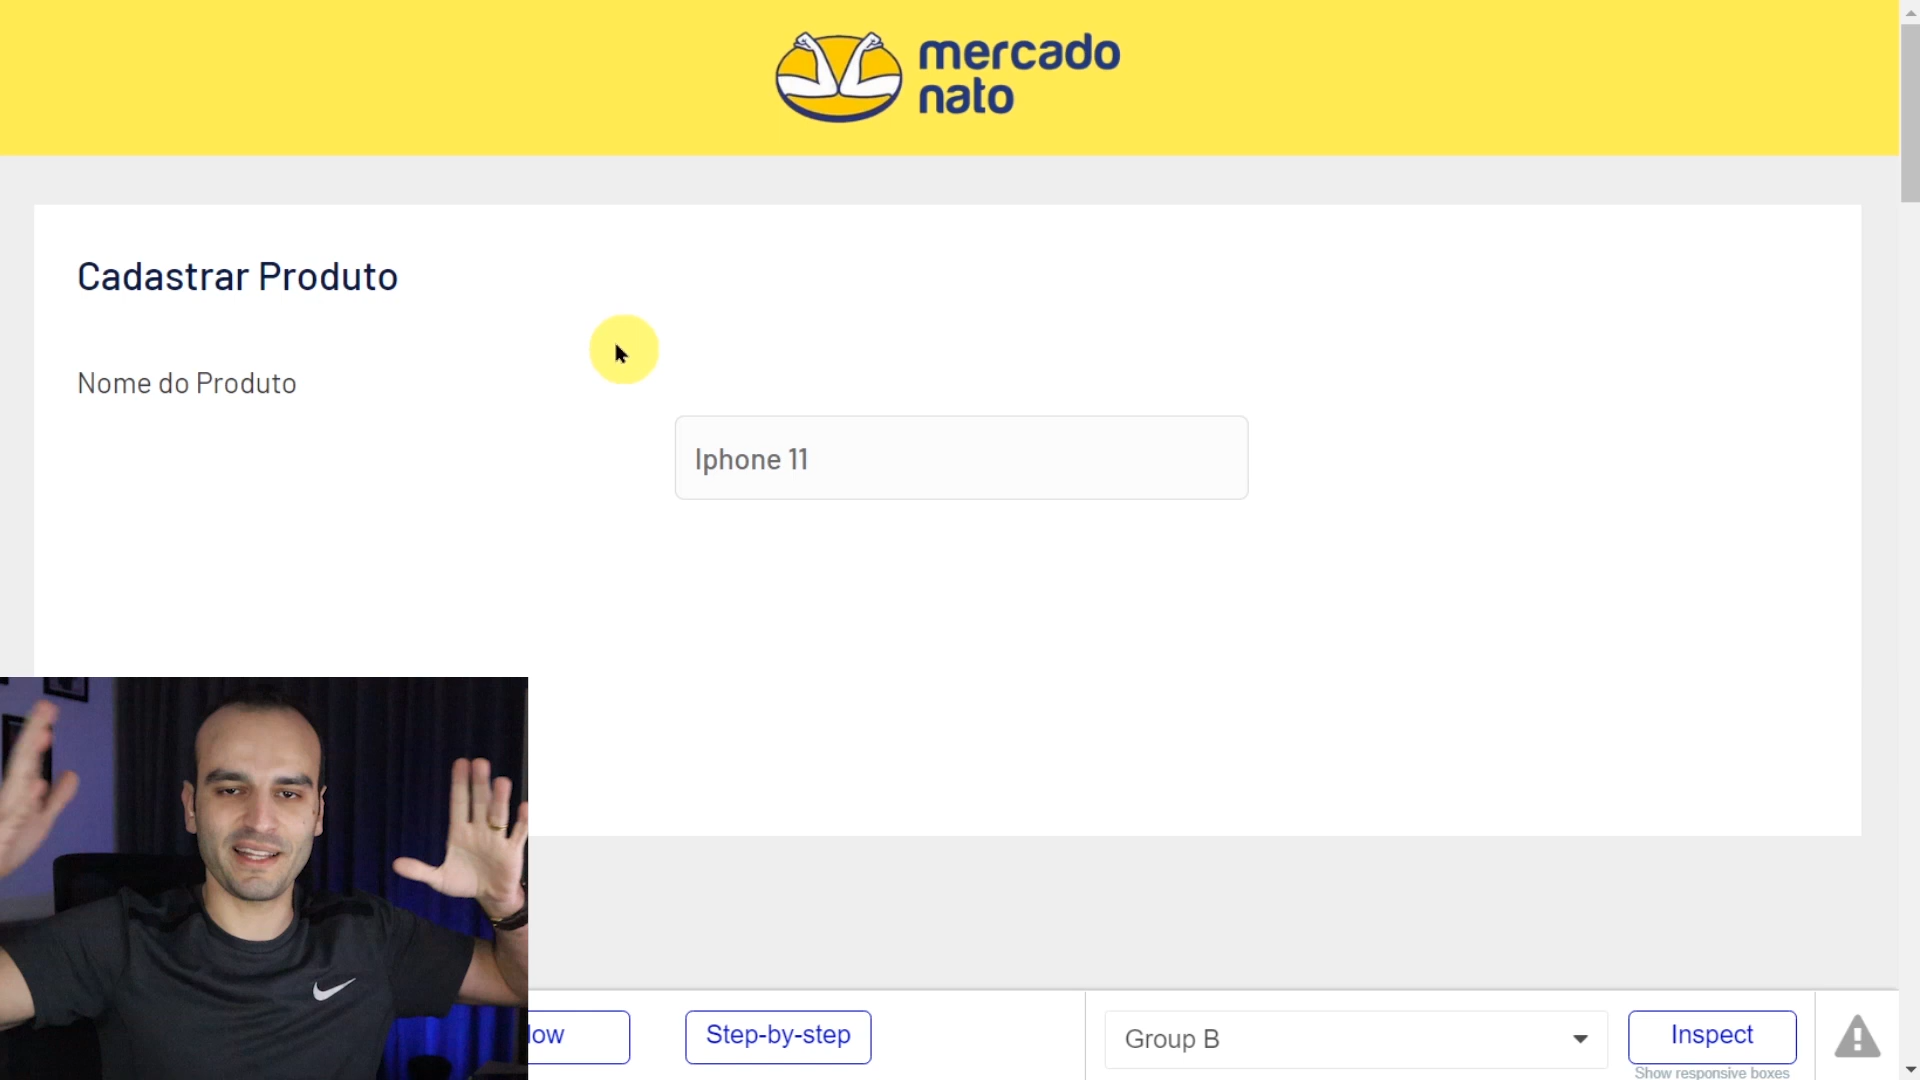 mercado
nato
Cadastrar Produto
Nome do Produto
Iphone 11
low
Step-by-step
Group B
Inspect
Show responsive boxes